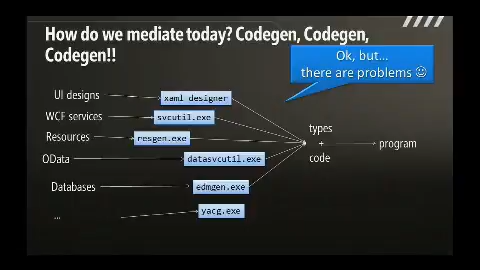 How do we mediate today? Codegen, Codegen,
Codegen!!
Ok, but...
there are problems ☺
UI designs
xaml designer
WCF services
svcutil.exe
Resources
resgen.exe
OData
datasvcutil.exe
Databases
edmgen.exe
...
yacg.exe
types
+
code
program